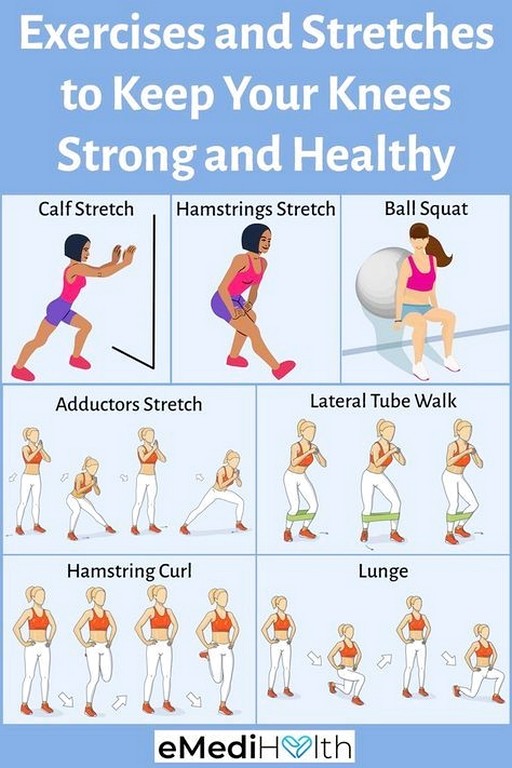 Exercises and Stretches
to Keep Your Knees
Strong and Healthy
Calf Stretch
Hamstrings Stretch
Ball Squat
Adductors Stretch
Lateral Tube Walk
Hamstring Curl
Lunge
eMediHealth